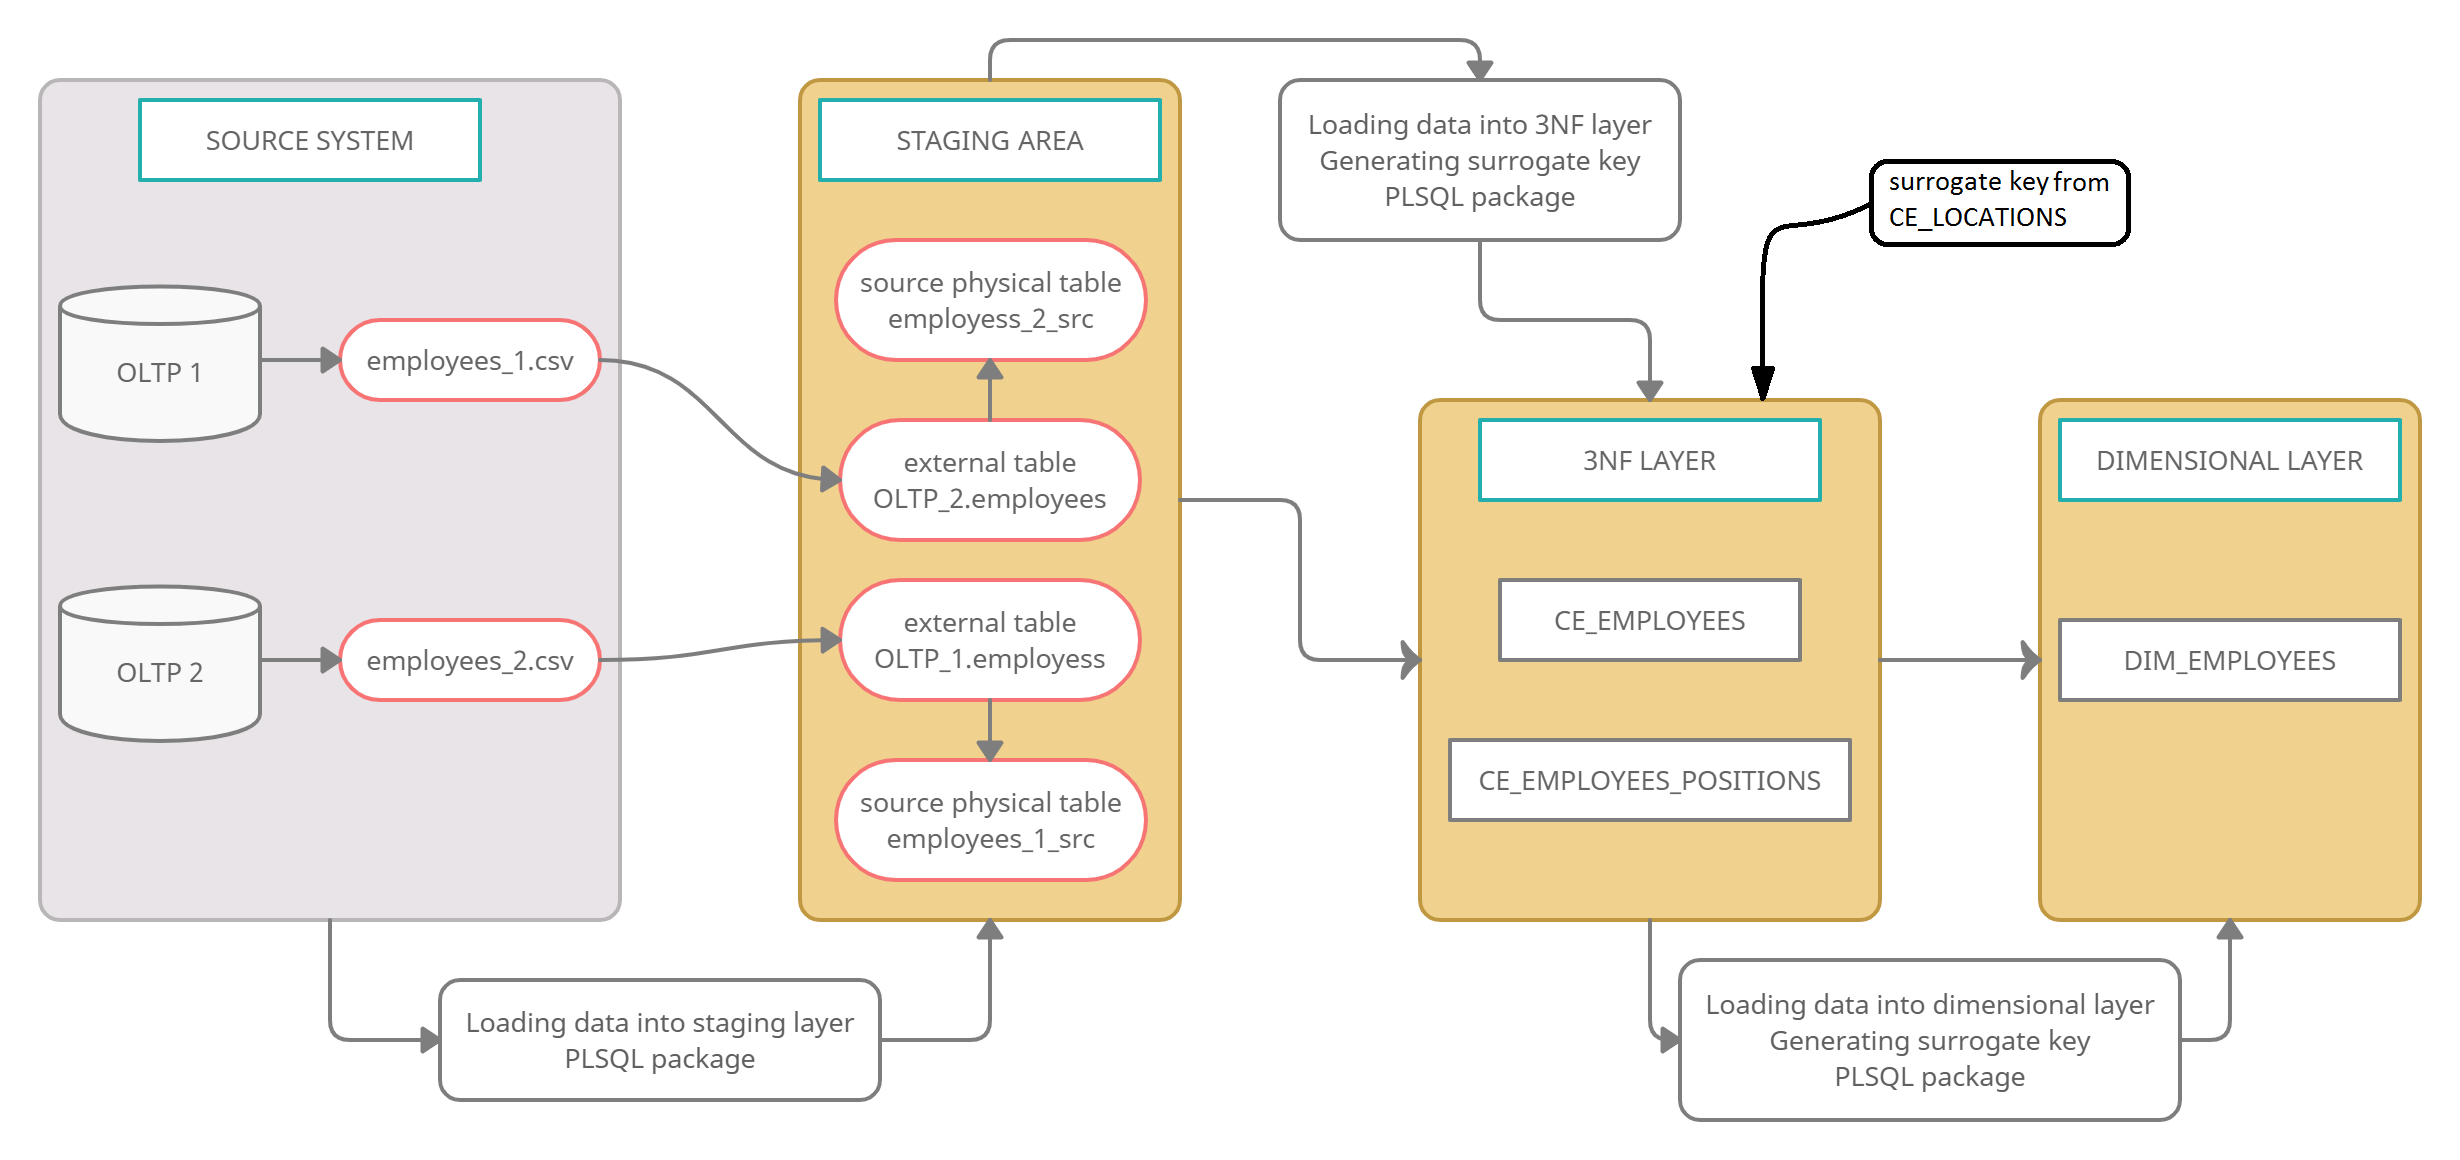 SOURCE SYSTEM
OLTP 1
employees_1.csv
OLTP 2
employees_2.csv
Loading data into staging layer
PLSQL package
STAGING AREA
source physical table
employess_2_src
external table
OLTP_2.employees
external table
OLTP_1.employess
source physical table
employees_1_src
Loading data into 3NF layer
Generating surrogate key
PLSQL package
surrogate key from
CE_LOCATIONS
3NF LAYER
CE_EMPLOYEES
CE_EMPLOYEES_POSITIONS
DIMENSIONAL LAYER
DIM_EMPLOYEES
Loading data into dimensional layer
Generating surrogate key
PLSQL package